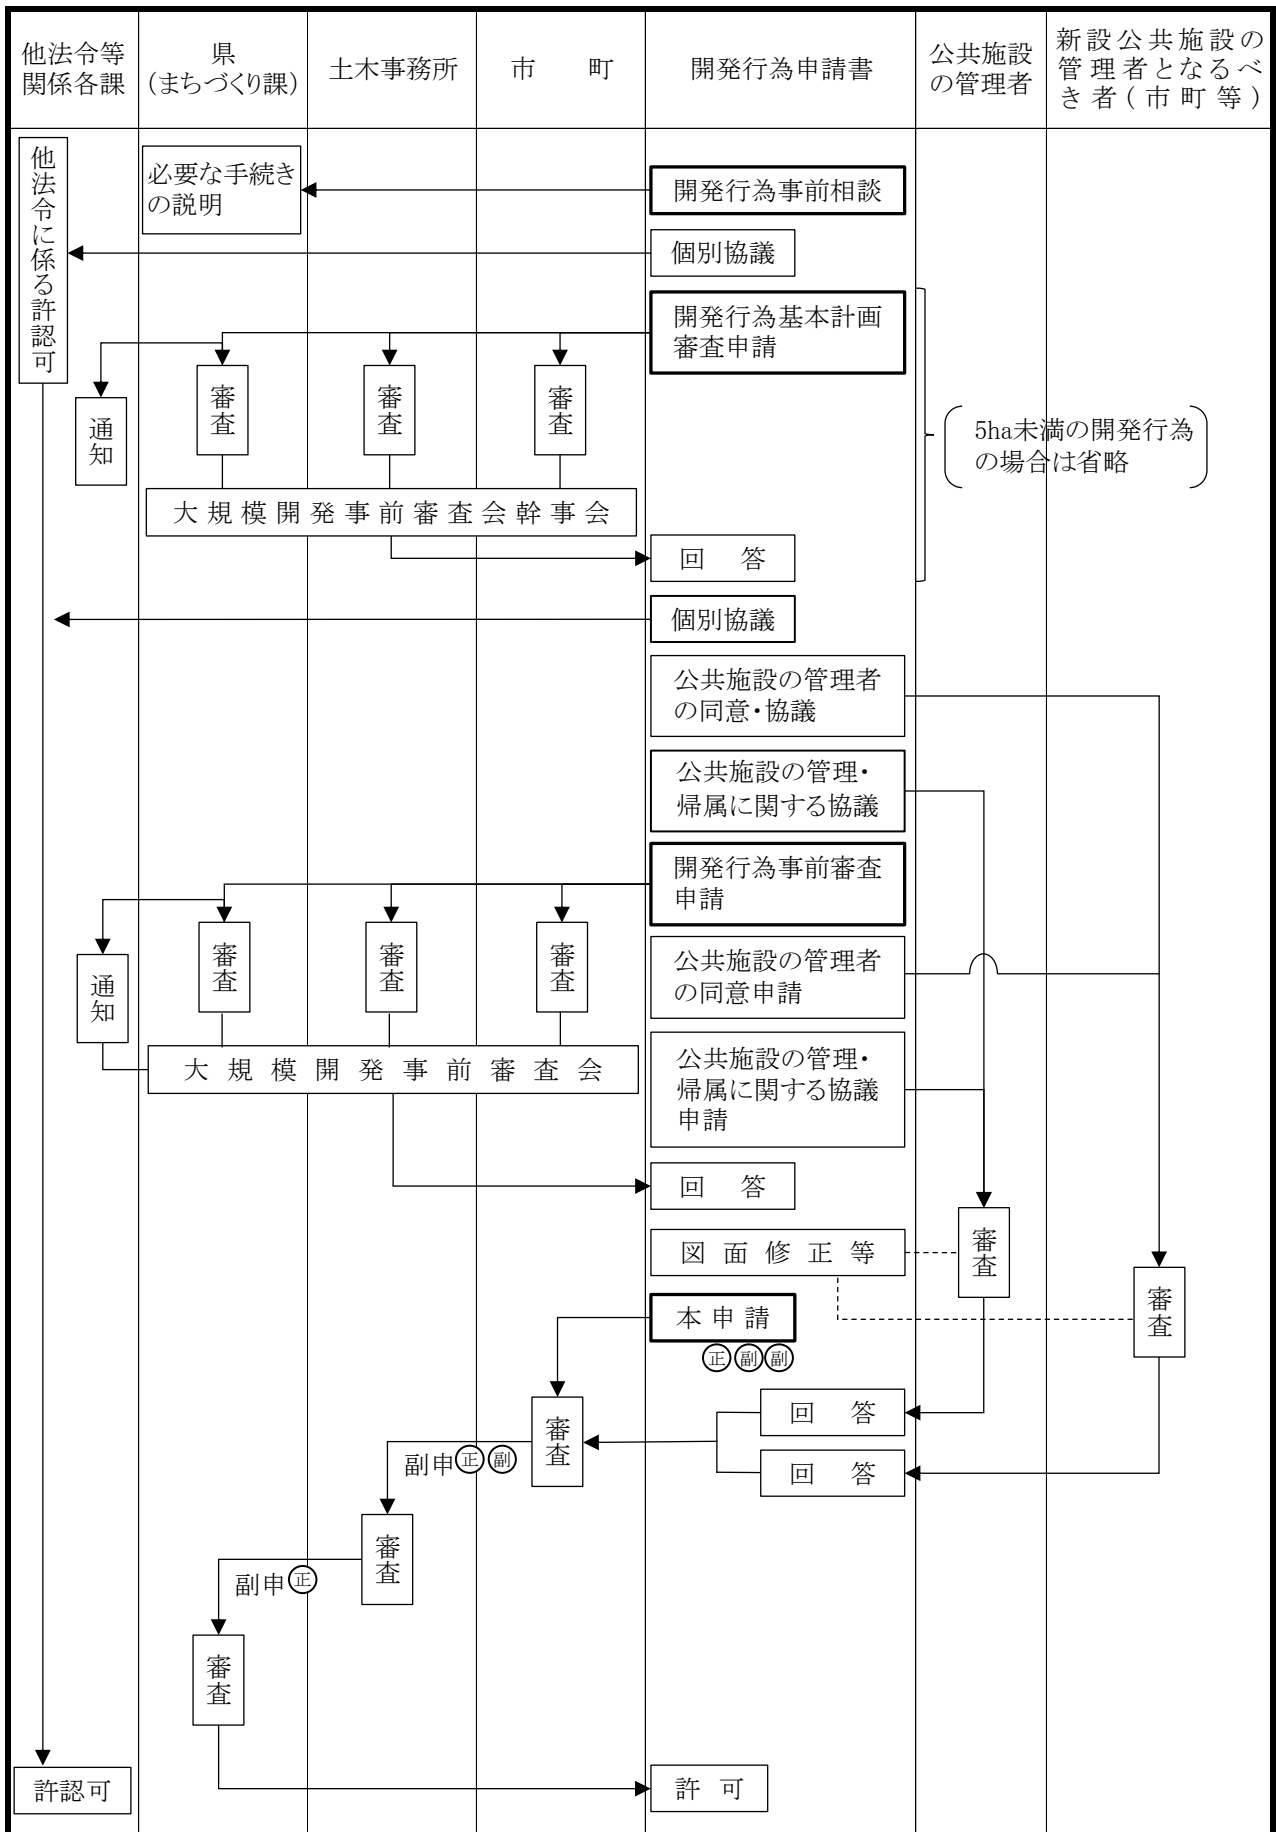 他法令等
関係各課
県
(まちづくり課)
土木事務所
市　町
開発行為申請書
公共施設
の管理者
新設公共施設の
管理者となるべ
き者(市町等)
他法令に係る許認可
必要な手続き
の説明
開発行為事前相談
個別協議
開発行為基本計画
審査申請
審査
審査
審査
通知
5ha未満の開発行為
の場合は省略
大規模開発事前審査会幹事会
回　答
個別協議
公共施設の管理者
の同意・協議
公共施設の管理・
帰属に関する協議
開発行為事前審査
申請
審査
審査
審査
通知
公共施設の管理者
の同意申請
大規模開発事前審査会
公共施設の管理・
帰属に関する協議
申請
回　答
図面修正等
審査
審査
本申請
正副副
回　答
審査
副申正副
回　答
審査
副申正
審査
許認可
許　可